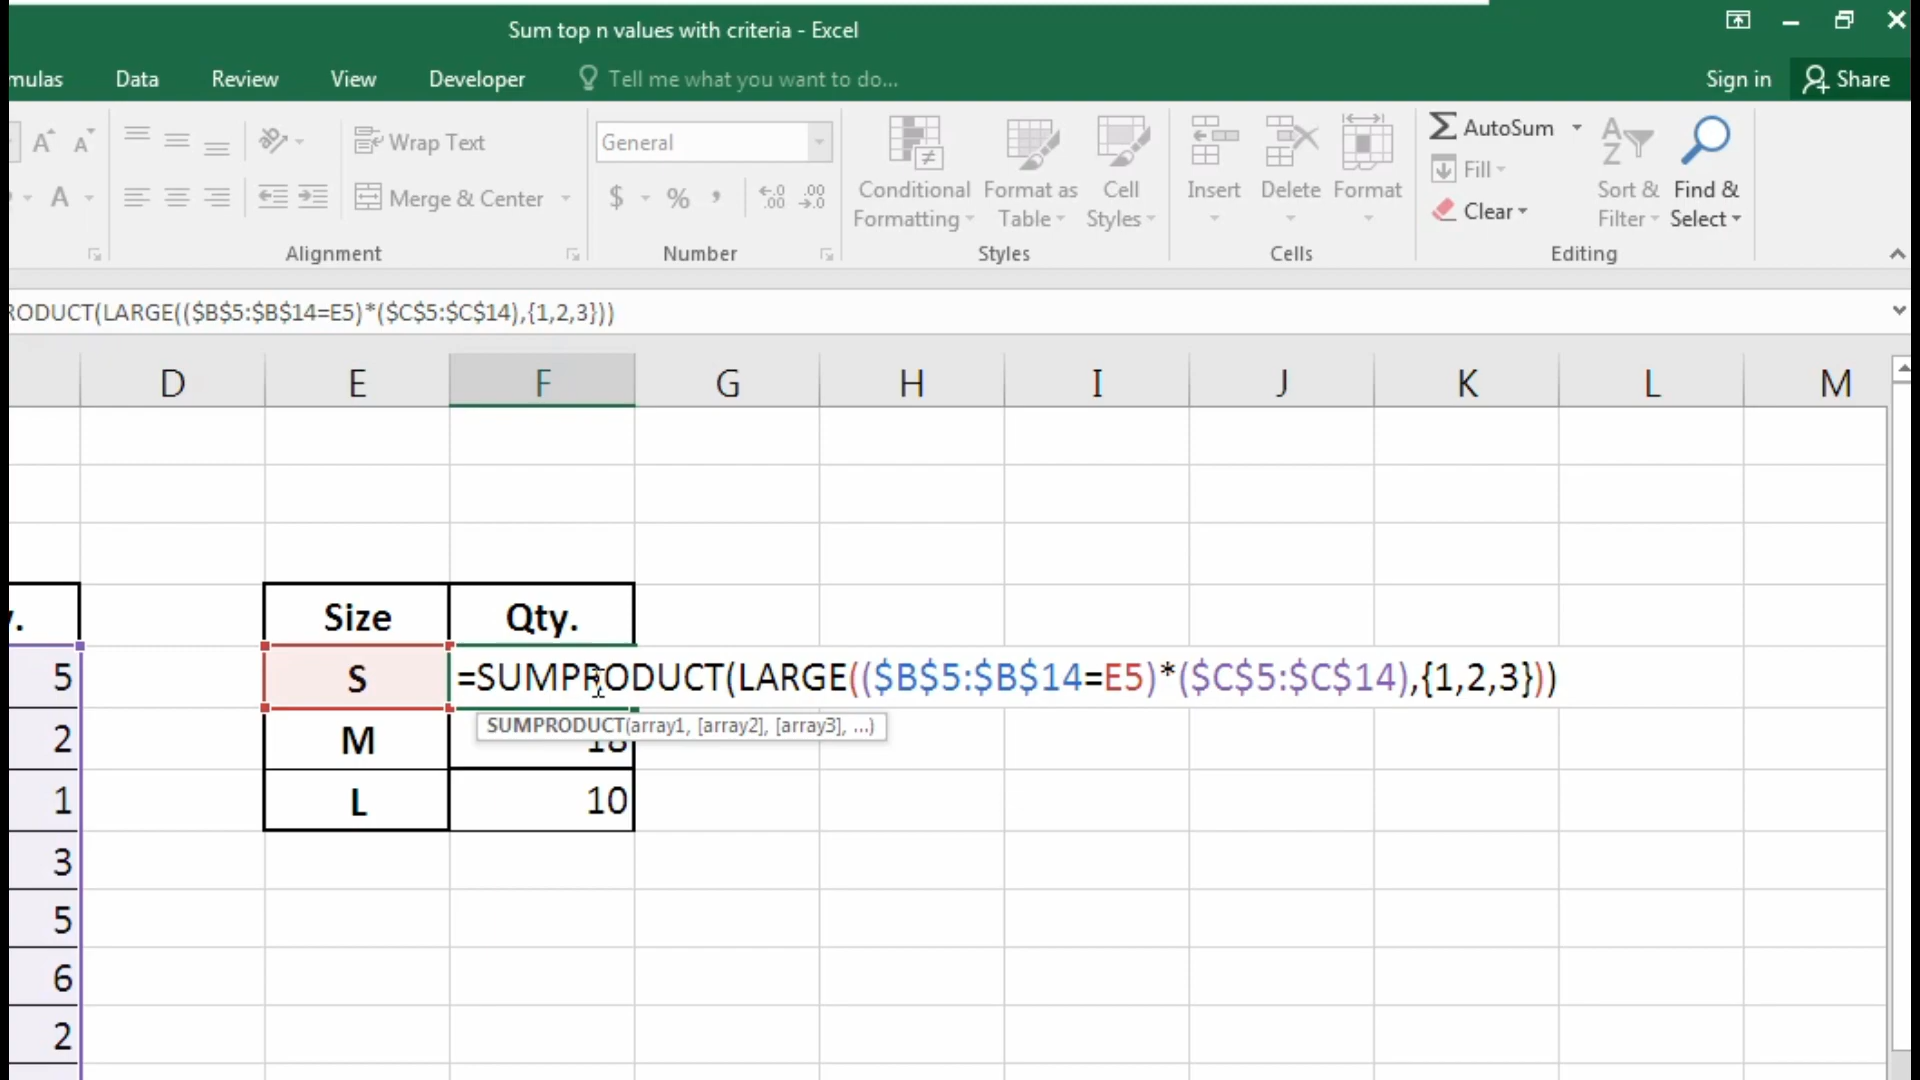 Sum top n values with criteria - Excel
mulas Data Review View Developer Tell me what you want to do... Sign in Share
Wrap Text General AutoSum
Fill
Merge & Center $ % , Conditional Formatting Format as Table Cell Styles Insert Delete Format Clear Sort & Filter Find & Select
Alignment Number Styles Cells Editing
RODUCT(LARGE(($B$5:$B$14=E5)*($C$5:$C$14),{1,2,3}))
D E F G H I J K L M
y. Size Qty.
5 S =SUMPRODUCT(LARGE(($B$5:$B$14=E5)*($C$5:$C$14),{1,2,3}))
SUMPRODUCT(array1, [array2], [array3], ...)
2 M 18
1 L 10
3
5
6
2